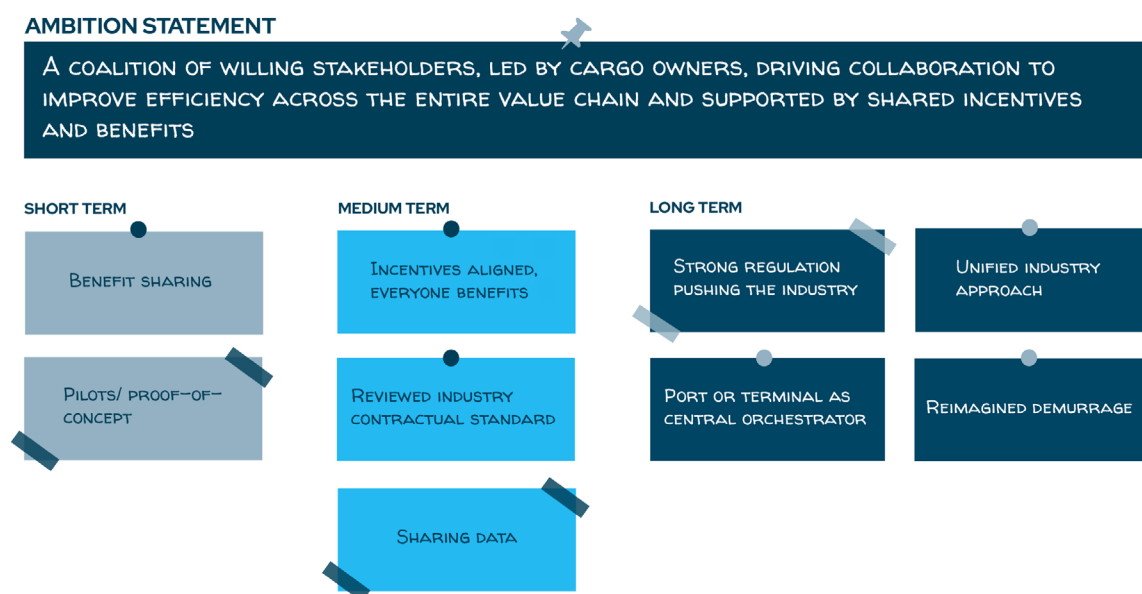 AMBITION STATEMENT
A COALITION OF WILLING STAKEHOLDERS, LED BY CARGO OWNERS, DRIVING COLLABORATION TO
IMPROVE EFFICIENCY ACROSS THE ENTIRE VALUE CHAIN AND SUPPORTED BY SHARED INCENTIVES
AND BENEFITS
SHORT TERM
BENEFIT SHARING
PILOTS/ PROOF-OF-
CONCEPT
MEDIUM TERM
INCENTIVES ALIGNED,
EVERYONE BENEFITS
REVIEWED INDUSTRY
CONTRACTUAL STANDARD
SHARING DATA
LONG TERM
STRONG REGULATION
PUSHING THE INDUSTRY
UNIFIED INDUSTRY
APPROACH
PORT OR TERMINAL AS
CENTRAL ORCHESTRATOR
REIMAGINED DEMURRAGE